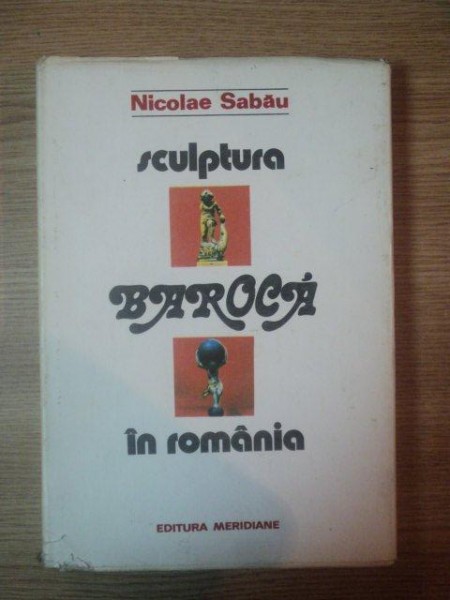 Nicolae Sabău
sculptura
BAROCĂ
în românia
EDITURA MERIDIANE